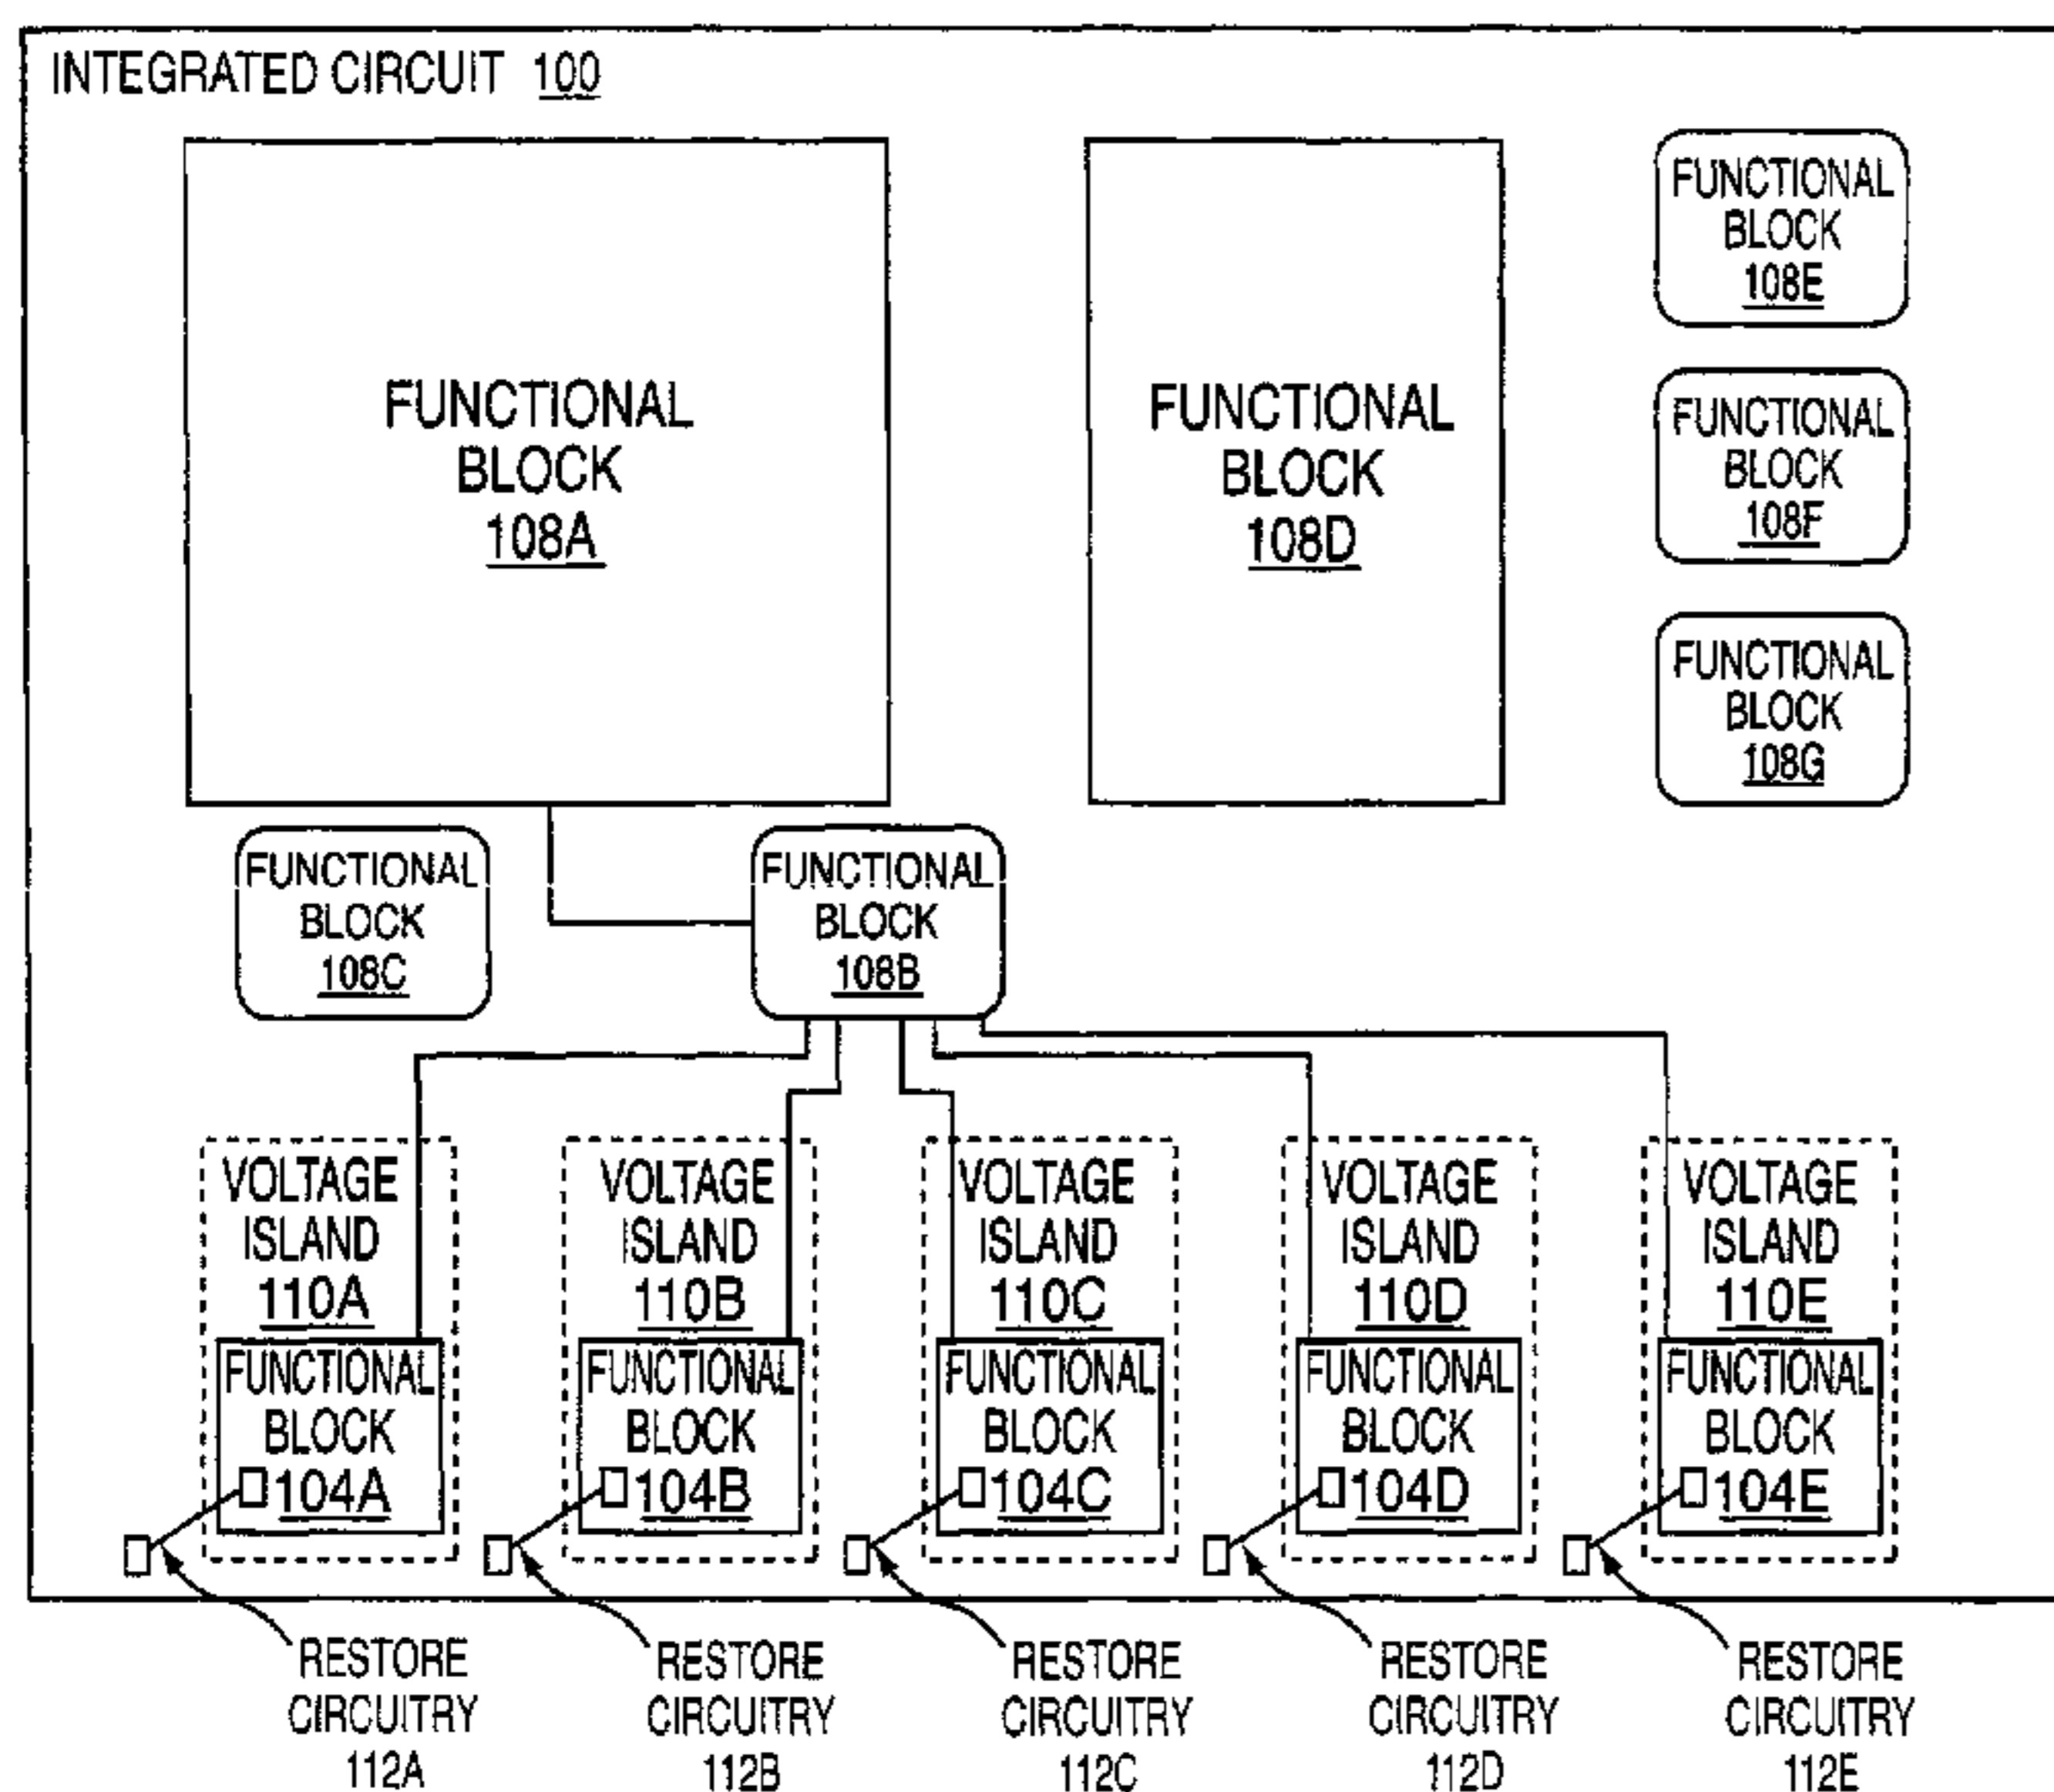 INTEGRATED CIRCUIT 100
FUNCTIONAL
BLOCK
108A
FUNCTIONAL
BLOCK
108D
FUNCTIONAL
BLOCK
108E
FUNCTIONAL
BLOCK
108F
FUNCTIONAL
BLOCK
108G
FUNCTIONAL
BLOCK
108C
FUNCTIONAL
BLOCK
108B
VOLTAGE
ISLAND
110A
FUNCTIONAL
BLOCK
104A
VOLTAGE
ISLAND
110B
FUNCTIONAL
BLOCK
104B
VOLTAGE
ISLAND
110C
FUNCTIONAL
BLOCK
104C
VOLTAGE
ISLAND
110D
FUNCTIONAL
BLOCK
104D
VOLTAGE
ISLAND
110E
FUNCTIONAL
BLOCK
104E
RESTORE
CIRCUITRY
112A
RESTORE
CIRCUITRY
112B
RESTORE
CIRCUITRY
112C
RESTORE
CIRCUITRY
112D
RESTORE
CIRCUITRY
112E